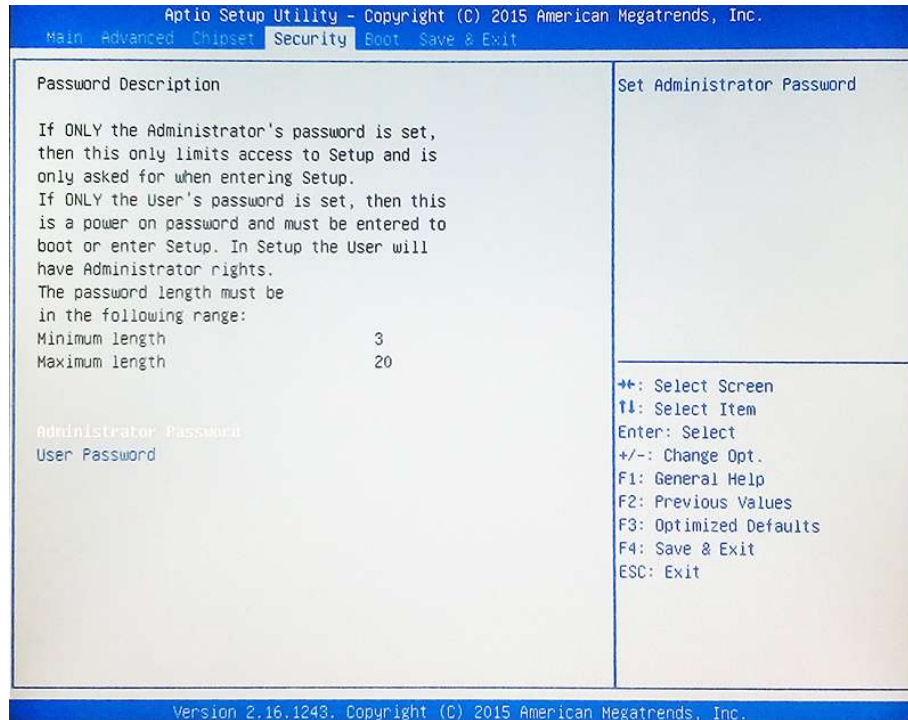 Aptio Setup Utility – Copyright (C) 2015 American Megatrends, Inc.
Main Advanced Chipset Security Boot Save & Exit
Password Description
If ONLY the Administrator's password is set,
then this only limits access to Setup and is
only asked for when entering Setup.
If ONLY the User's password is set, then this
is a power on password and must be entered to
boot or enter Setup. In Setup the User will
have Administrator rights.
The password length must be
in the following range:
Minimum length 3
Maximum length 20
Administrator Password
User Password
Set Administrator Password
→←: Select Screen
↑↓: Select Item
Enter: Select
+/-: Change Opt.
F1: General Help
F2: Previous Values
F3: Optimized Defaults
F4: Save & Exit
ESC: Exit
Version 2.16.1243. Copyright (C) 2015 American Megatrends, Inc.